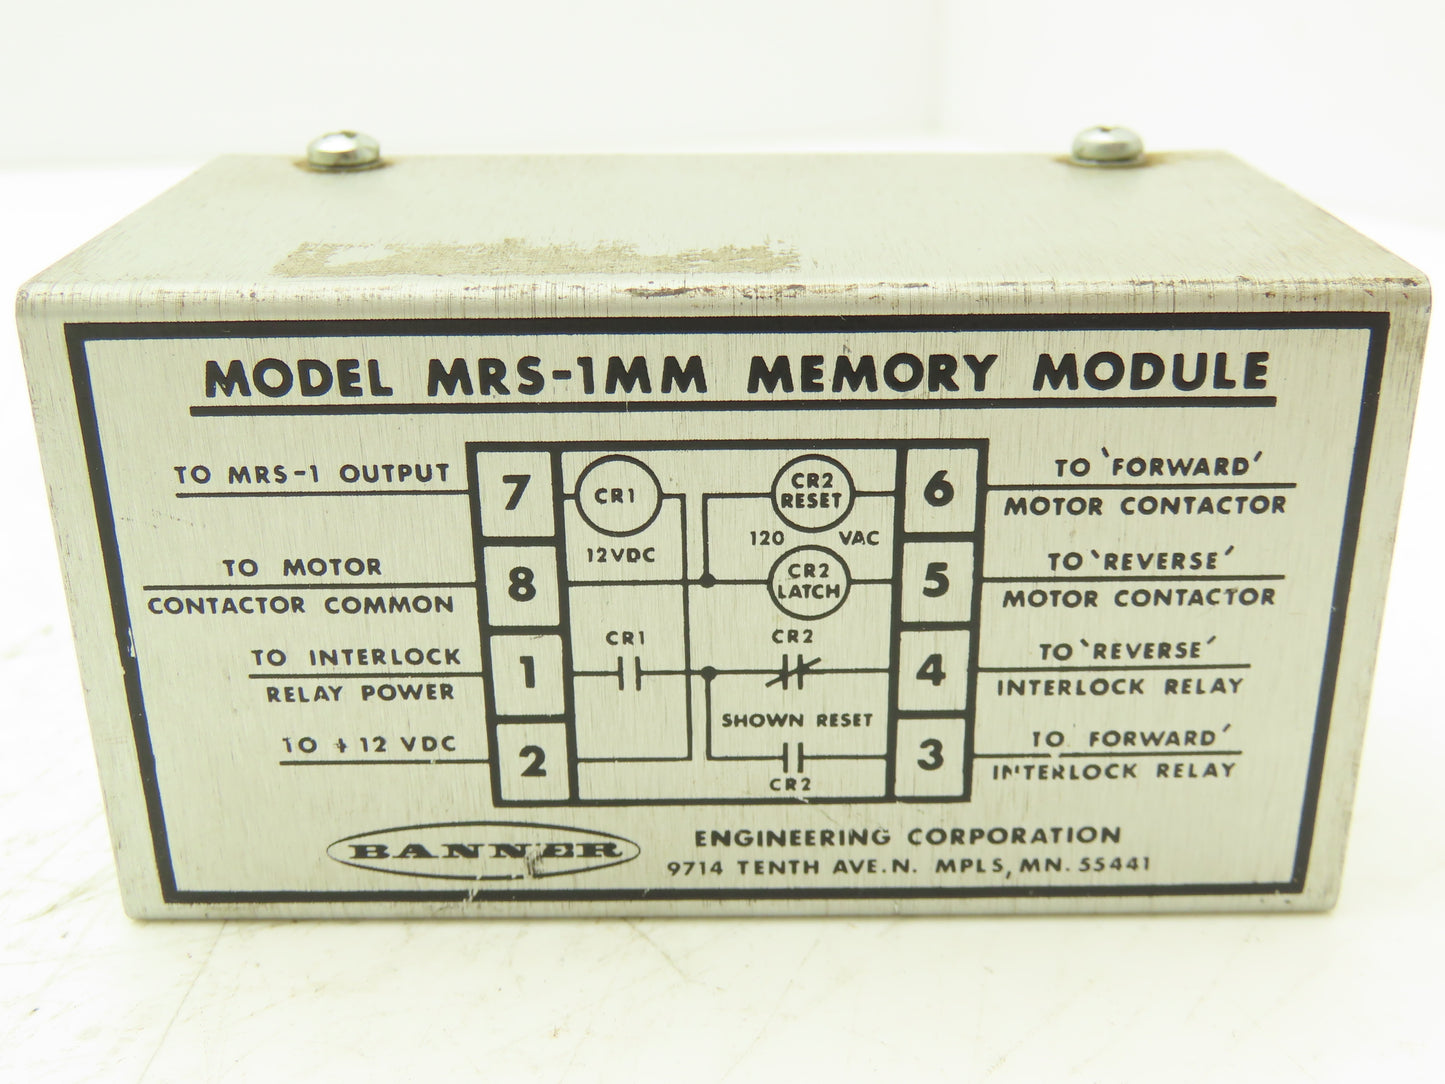 MODEL MRS-1MM MEMORY MODULE
TO MRS-1 OUTPUT
7
CR1
12VDC
CR2
RESET
6
TO 'FORWARD'
MOTOR CONTACTOR
120 VAC
TO MOTOR
CONTACTOR COMMON
8
CR2
LATCH
5
TO 'REVERSE'
MOTOR CONTACTOR
TO INTERLOCK
RELAY POWER
1
CR1
CR2
4
TO 'REVERSE'
INTERLOCK RELAY
SHOWN RESET
TO + 12 VDC
2
CR2
3
TO FORWARD'
INTERLOCK RELAY
BANNER
ENGINEERING CORPORATION
9714 TENTH AVE. N. MPLS, MN. 55441